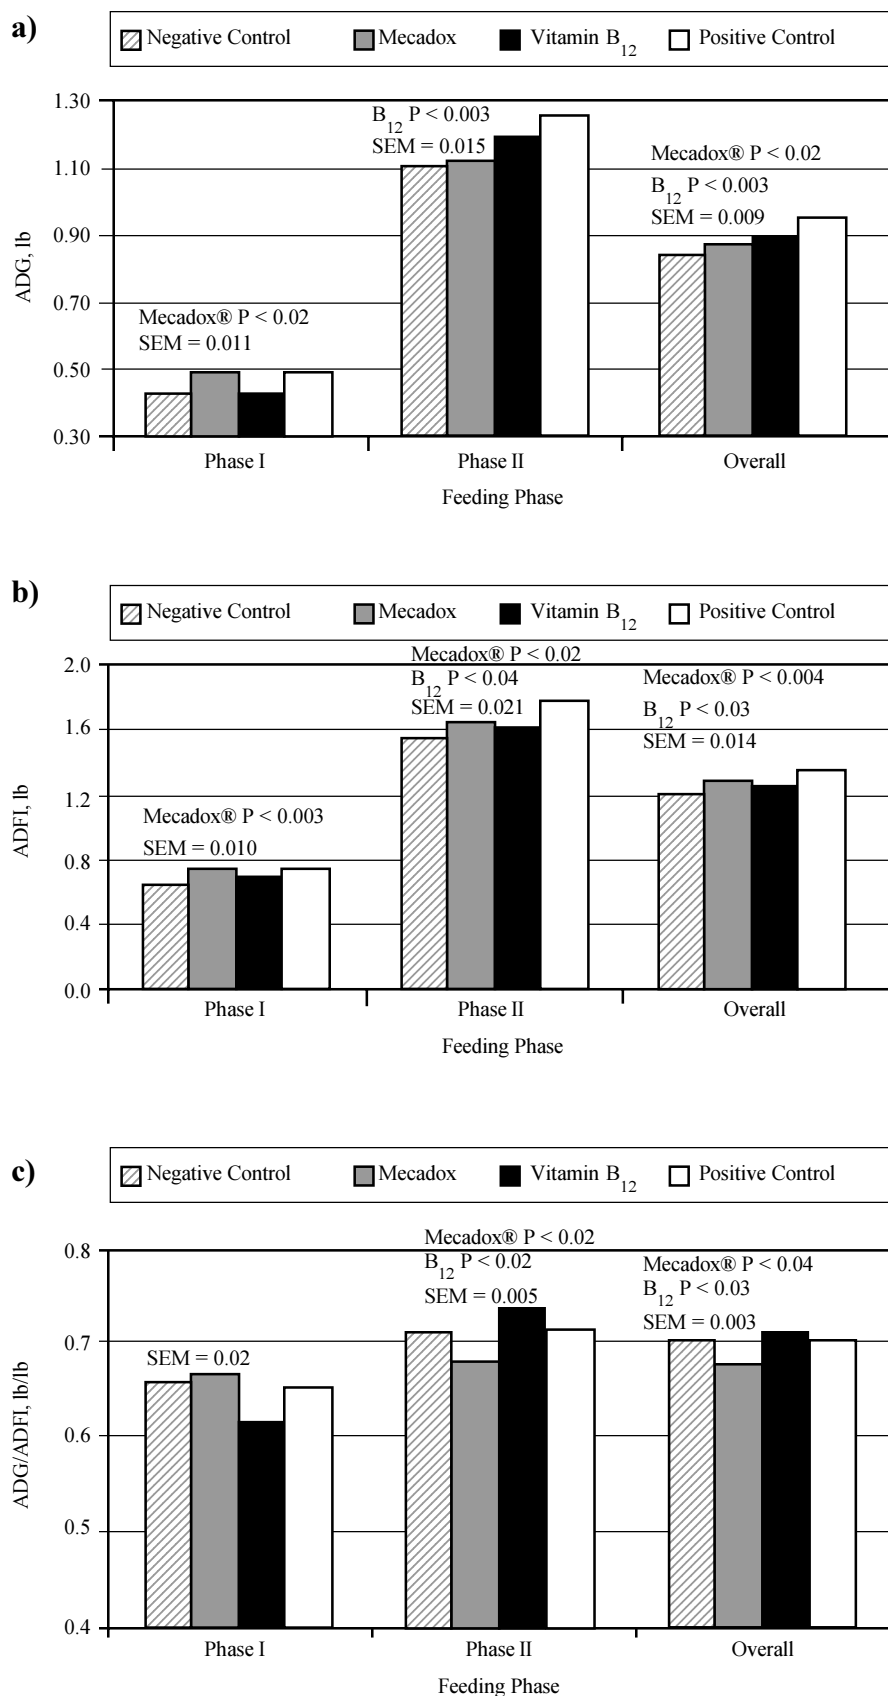 a)
Negative Control Mecadox Vitamin B12 Positive Control
1.30
1.10
0.90
0.70
0.50
0.30
ADG, lb
Mecadox® P < 0.02
SEM = 0.011
B12 P < 0.003
SEM = 0.015
Mecadox® P < 0.02
B12 P < 0.003
SEM = 0.009
Phase I Phase II Overall
Feeding Phase
b)
Negative Control Mecadox Vitamin B12 Positive Control
2.0
1.6
1.2
0.8
0.4
0.0
ADFI, lb
Mecadox® P < 0.003
SEM = 0.010
Mecadox® P < 0.02
B12 P < 0.04
SEM = 0.021
Mecadox® P < 0.004
B12 P < 0.03
SEM = 0.014
Phase I Phase II Overall
Feeding Phase
c)
Negative Control Mecadox Vitamin B12 Positive Control
0.8
0.7
0.6
0.5
0.4
ADG/ADFI, lb/lb
SEM = 0.02
Mecadox® P < 0.02
B12 P < 0.02
SEM = 0.005
Mecadox® P < 0.04
B12 P < 0.03
SEM = 0.003
Phase I Phase II Overall
Feeding Phase